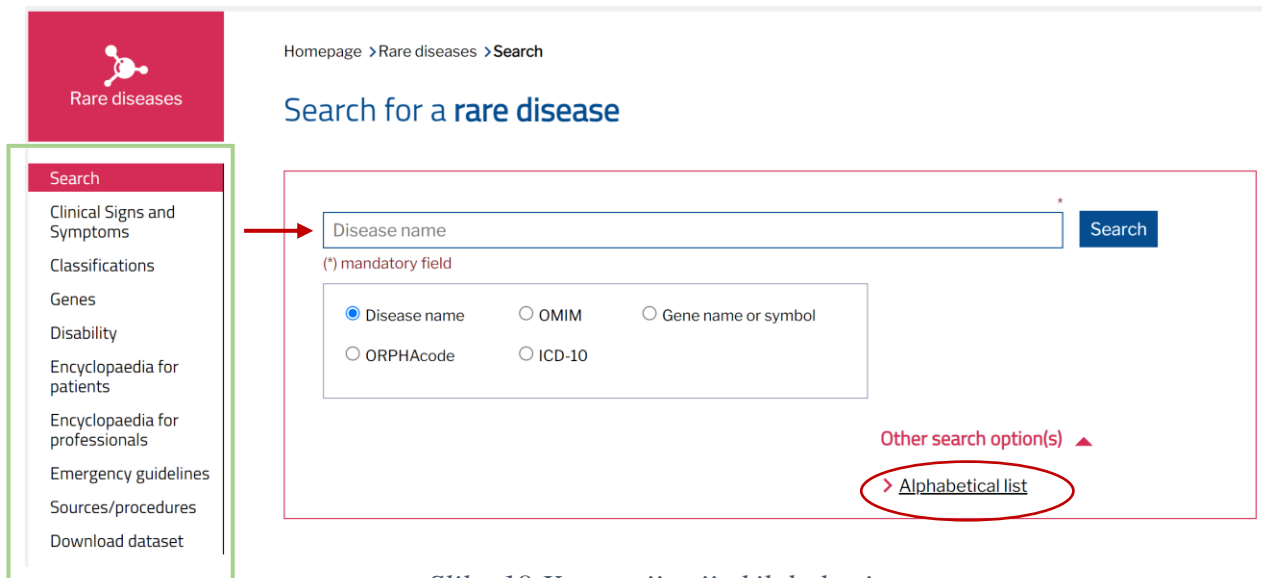 Rare diseases
Homepage >Rare diseases >Search
Search for a rare disease
Search
Clinical Signs and
Symptoms
Classifications
Genes
Disability
Encyclopaedia for
patients
Encyclopaedia for
professionals
Emergency guidelines
Sources/procedures
Download dataset
*
Disease name
Search
(*) mandatory field
Disease name
OMIM
Gene name or symbol
ORPHAcode
ICD-10
Other search option(s)
> Alphabetical list